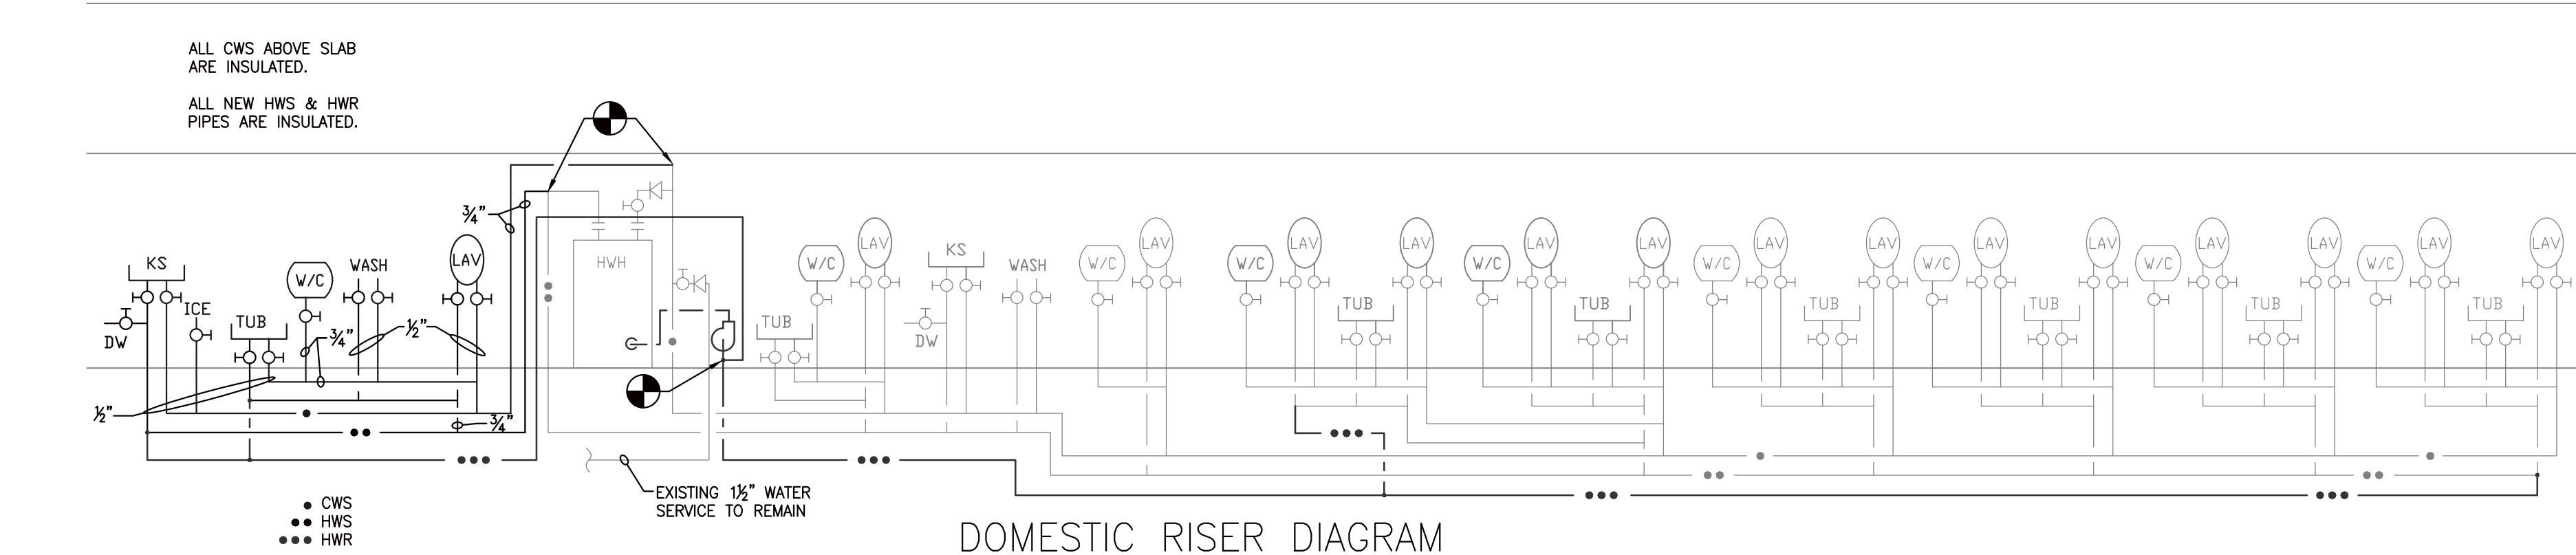 ALL CWS ABOVE SLAB
ARE INSULATED.
ALL NEW HWS & HWR
PIPES ARE INSULATED.
KS
ICE
DW
TUB
W/C
WASH
LAV
¾"
¾"
½"
½"
¾"
HWH
TUB
W/C
LAV
KS
DW
WASH
W/C
LAV
W/C
LAV
TUB
LAV
W/C
LAV
TUB
LAV
W/C
LAV
TUB
LAV
W/C
LAV
TUB
LAV
W/C
LAV
TUB
LAV
W/C
LAV
TUB
LAV
EXISTING 1½" WATER
SERVICE TO REMAIN
CWS
HWS
HWR
DOMESTIC RISER DIAGRAM